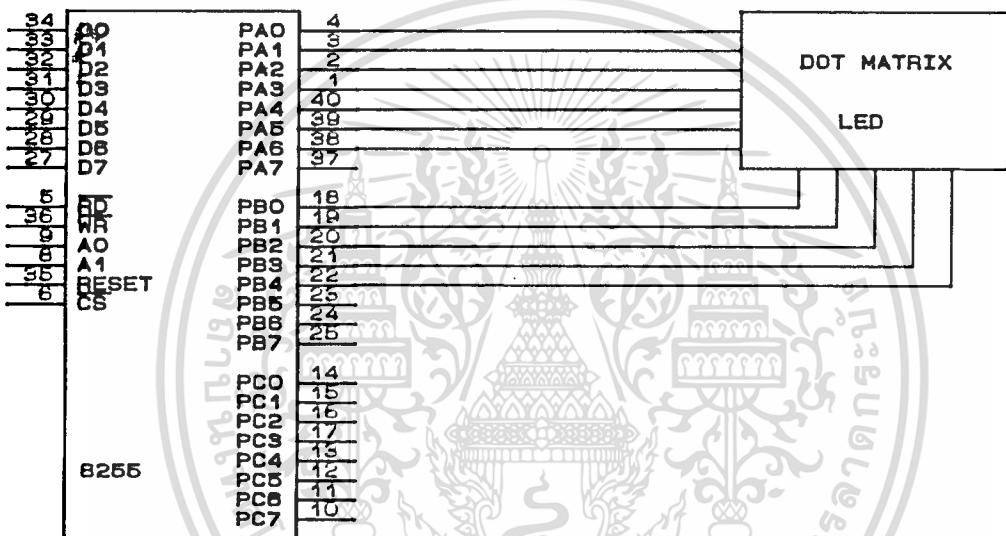 34 D0 PA0 4
33 D1 PA1 3
32 D2 PA2 2
31 D3 PA3 1
30 D4 PA4 40
29 D5 PA5 39
28 D6 PA6 38
27 D7 PA7 37
5 RD PB0 18
36 WR PB1 19
9 A0 PB2 20
8 A1 PB3 21
35 RESET PB4 22
6 CS PB5 23
PB6 24
PB7 25
PC0 14
PC1 15
PC2 16
PC3 17
PC4 13
PC5 12
PC6 11
PC7 10
8255
DOT MATRIX
LED